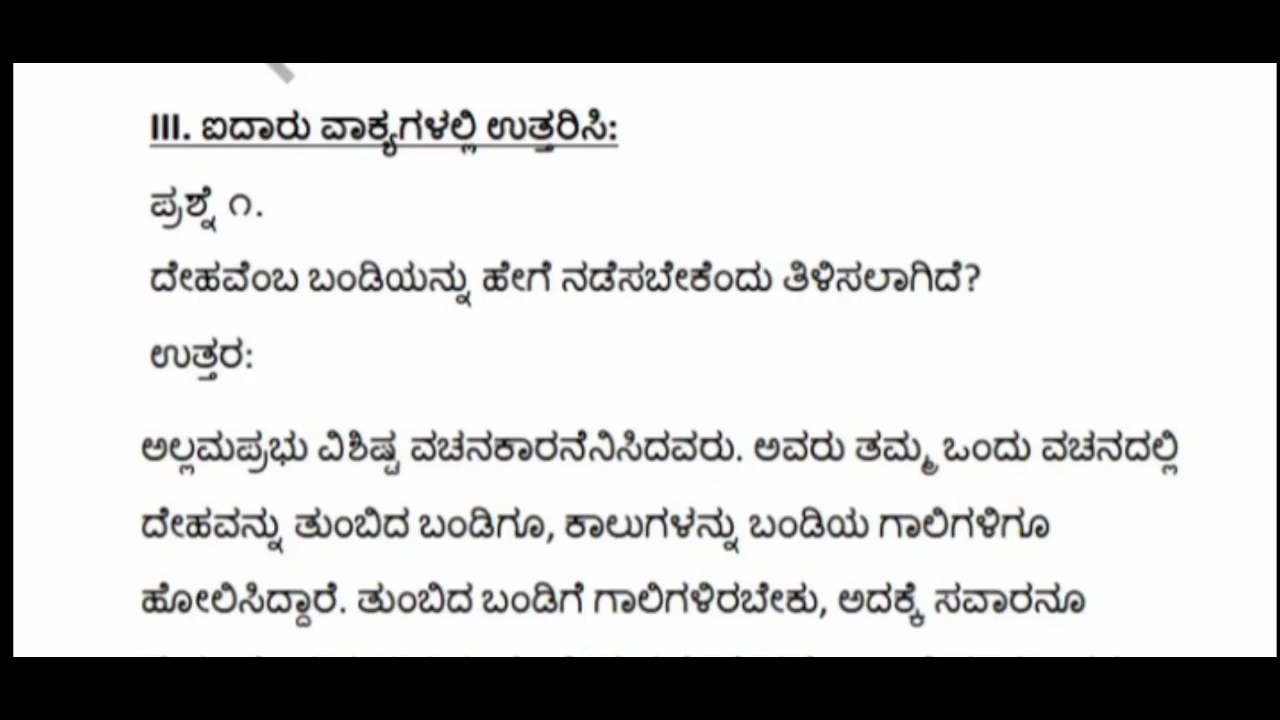 III. ಐದಾರು ವಾಕ್ಯಗಳಲ್ಲಿ ಉತ್ತರಿಸಿ:
ಪ್ರಶ್ನೆ ೧.
ದೇಹವೆಂಬ ಬಂಡಿಯನ್ನು ಹೇಗೆ ನಡೆಸಬೇಕೆಂದು ತಿಳಿಸಲಾಗಿದೆ?
ಉತ್ತರ:
ಅಲ್ಲಮಪ್ರಭು ವಿಶಿಷ್ಟ ವಚನಕಾರನೆನಿಸಿದವರು. ಅವರು ತಮ್ಮ ಒಂದು ವಚನದಲ್ಲಿ
ದೇಹವನ್ನು ತುಂಬಿದ ಬಂಡಿಗೂ, ಕಾಲುಗಳನ್ನು ಬಂಡಿಯ ಗಾಲಿಗಳಿಗೂ
ಹೋಲಿಸಿದ್ದಾರೆ. ತುಂಬಿದ ಬಂಡಿಗೆ ಗಾಲಿಗಳಿರಬೇಕು, ಅದಕ್ಕೆ ಸವಾರನೂ